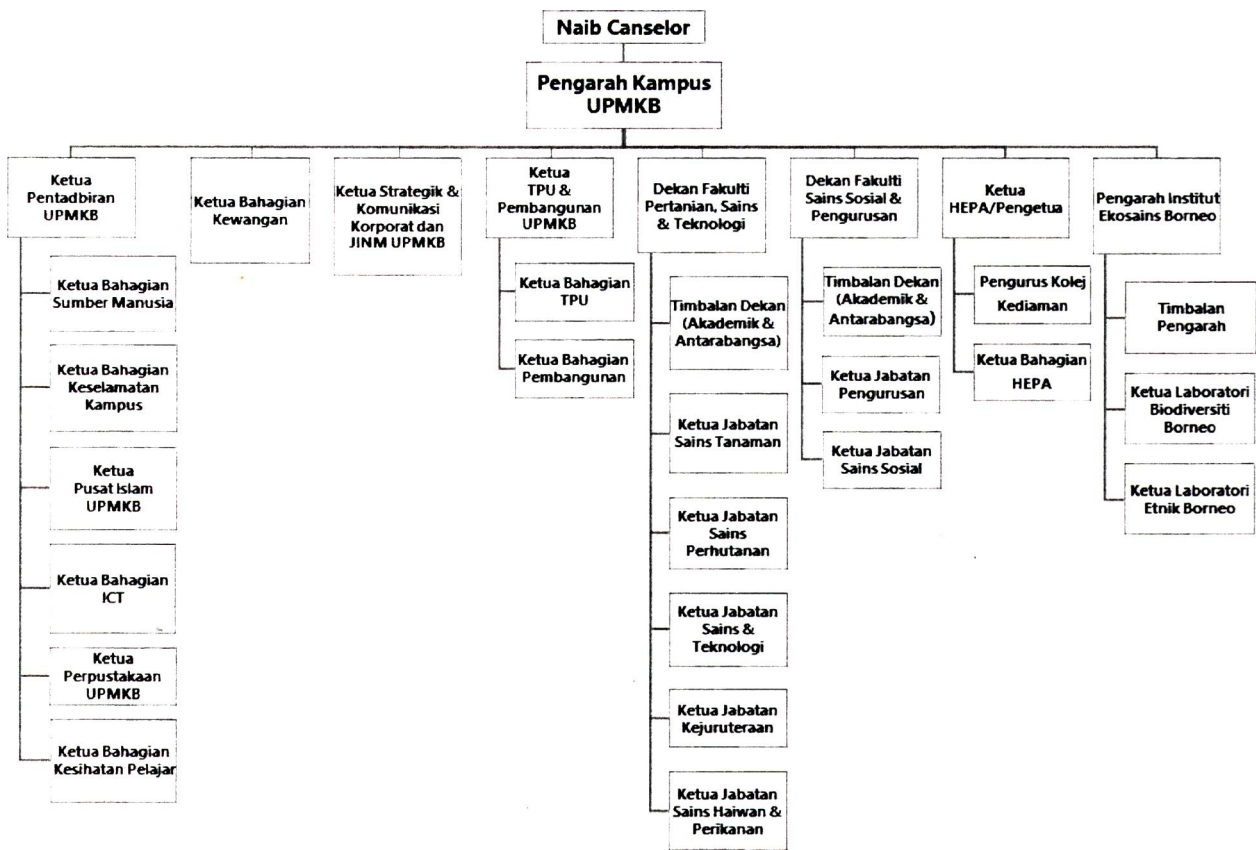 Naib Canselor
Pengarah Kampus
UPMKB
Ketua
Pentadbiran
UPMKB
Ketua Bahagian
Sumber Manusia
Ketua Bahagian
Keselamatan
Kampus
Ketua
Pusat Islam
UPMKB
Ketua Bahagian
ICT
Ketua
Perpustakaan
UPMKB
Ketua Bahagian
Kesihatan Pelajar
Ketua Bahagian
Kewangan
Ketua Strategik &
Komunikasi
Korporat dan
JINM UPMKB
Ketua
TPU &
Pembangunan
UPMKB
Ketua Bahagian
TPU
Ketua Bahagian
Pembangunan
Dekan Fakulti
Pertanian, Sains
& Teknologi
Timbalan Dekan
(Akademik &
Antarabangsa)
Ketua Jabatan
Sains Tanaman
Ketua Jabatan
Sains
Perhutanan
Ketua Jabatan
Sains &
Teknologi
Ketua Jabatan
Kejuruteraan
Ketua Jabatan
Sains Haiwan &
Perikanan
Dekan Fakulti
Sains Sosial &
Pengurusan
Timbalan Dekan
(Akademik &
Antarabangsa)
Ketua Jabatan
Pengurusan
Ketua Jabatan
Sains Sosial
Ketua
HEPA/Pengetua
Pengurus Kolej
Kediaman
Ketua Bahagian
HEPA
Pengarah Institut
Ekosains Borneo
Timbalan
Pengarah
Ketua Laboratori
Biodiversiti
Borneo
Ketua Laboratori
Etnik Borneo